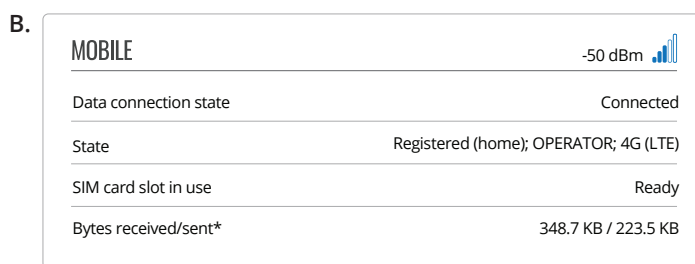 B.
MOBILE -50 dBm
Data connection state Connected
State Registered (home); OPERATOR; 4G (LTE)
SIM card slot in use Ready
Bytes received/sent* 348.7 KB / 223.5 KB